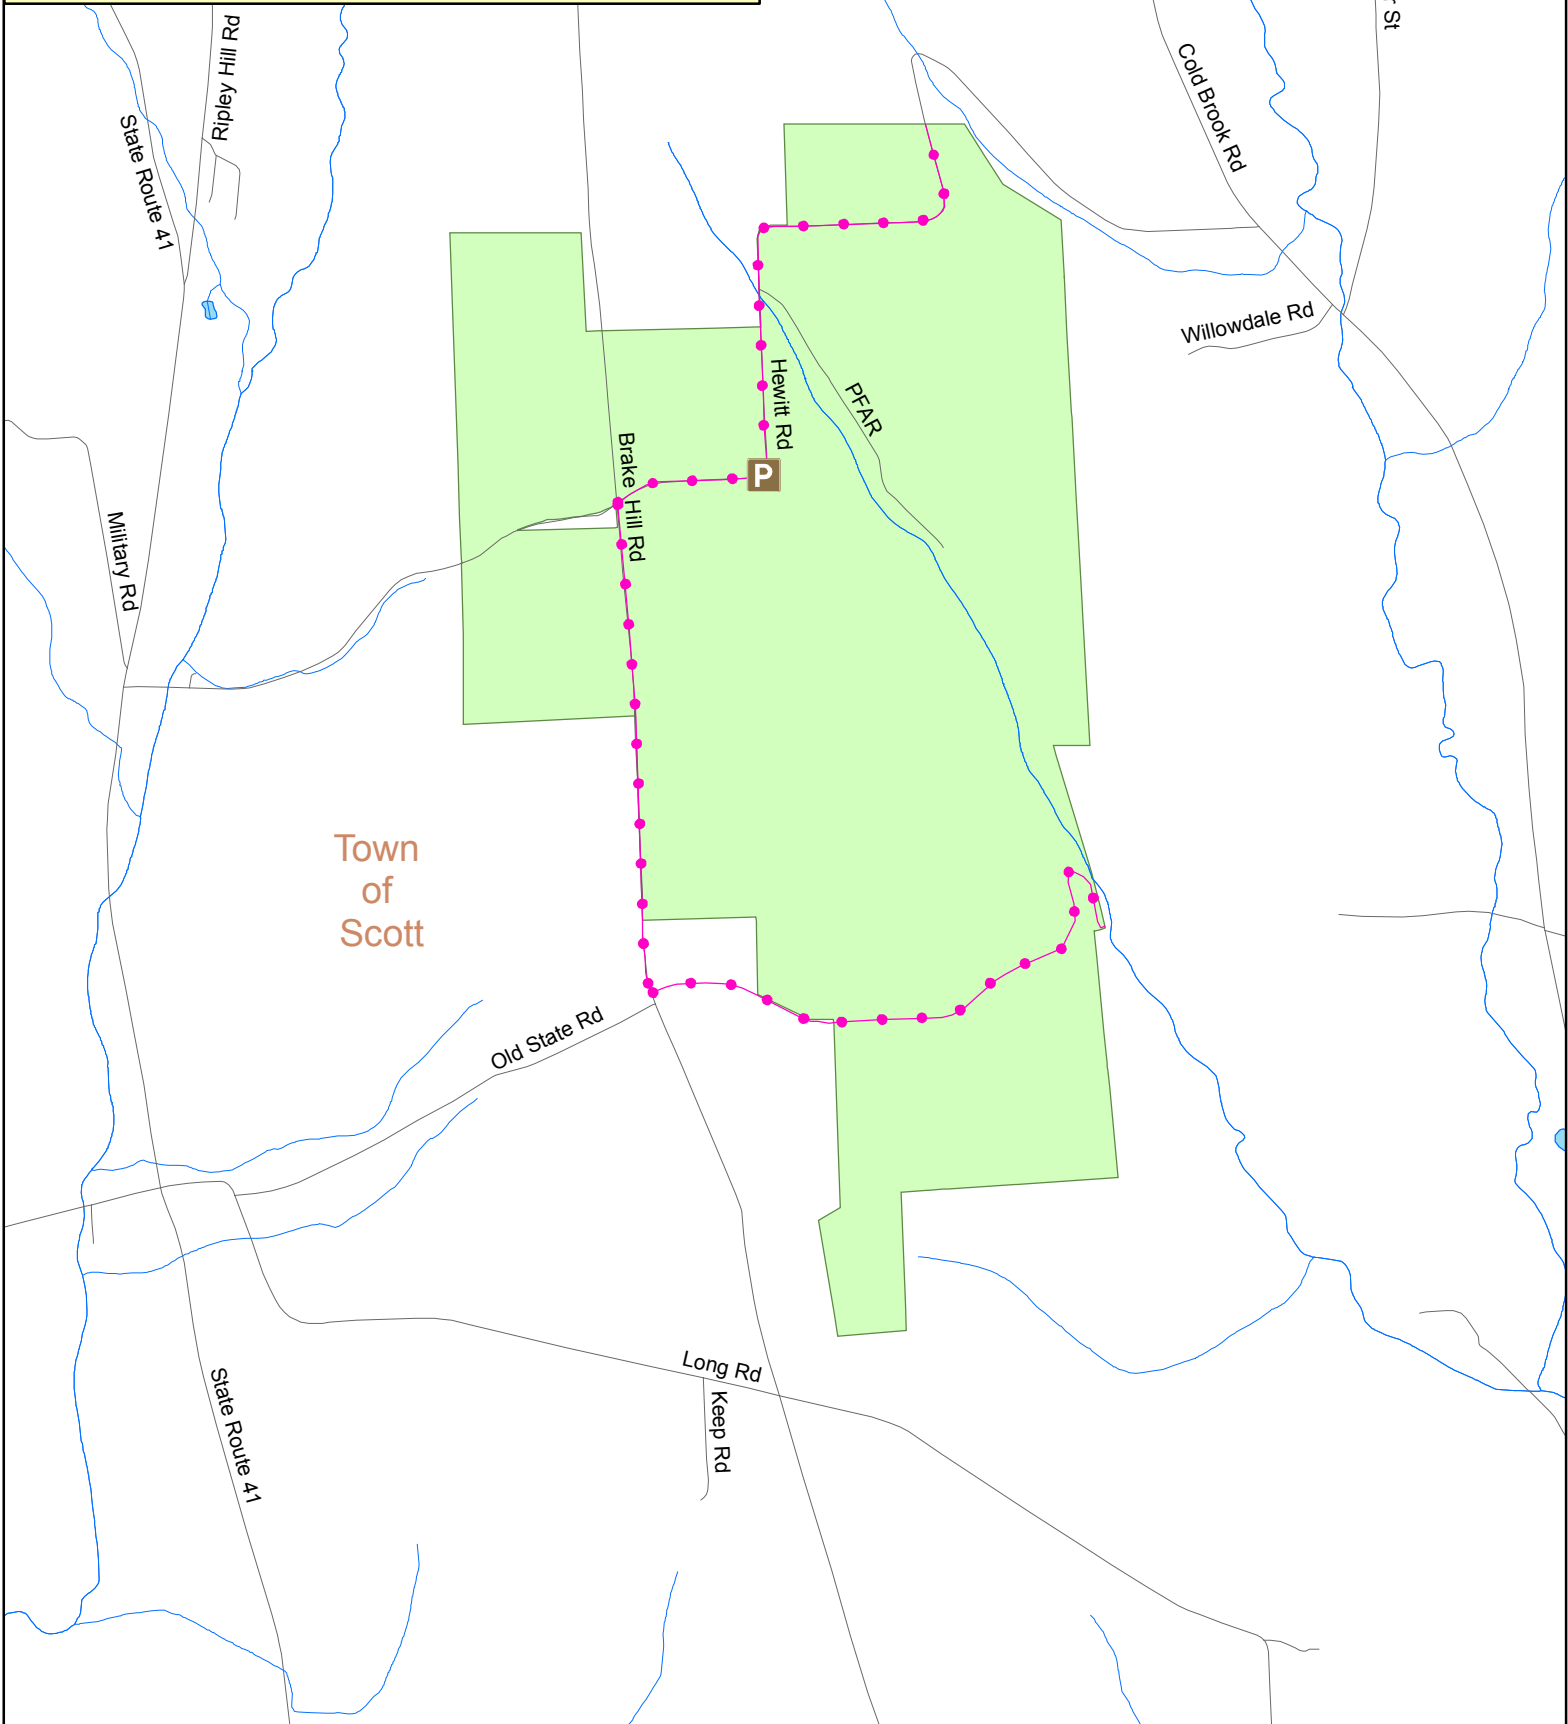 Ripley Hill Rd
State Route 41
Cold Brook Rd
r St
Willowdale Rd
Hewitt Rd
PFAR
Brake Hill Rd
P
Military Rd
Town
of
Scott
Old State Rd
Long Rd
Keep Rd
State Route 41